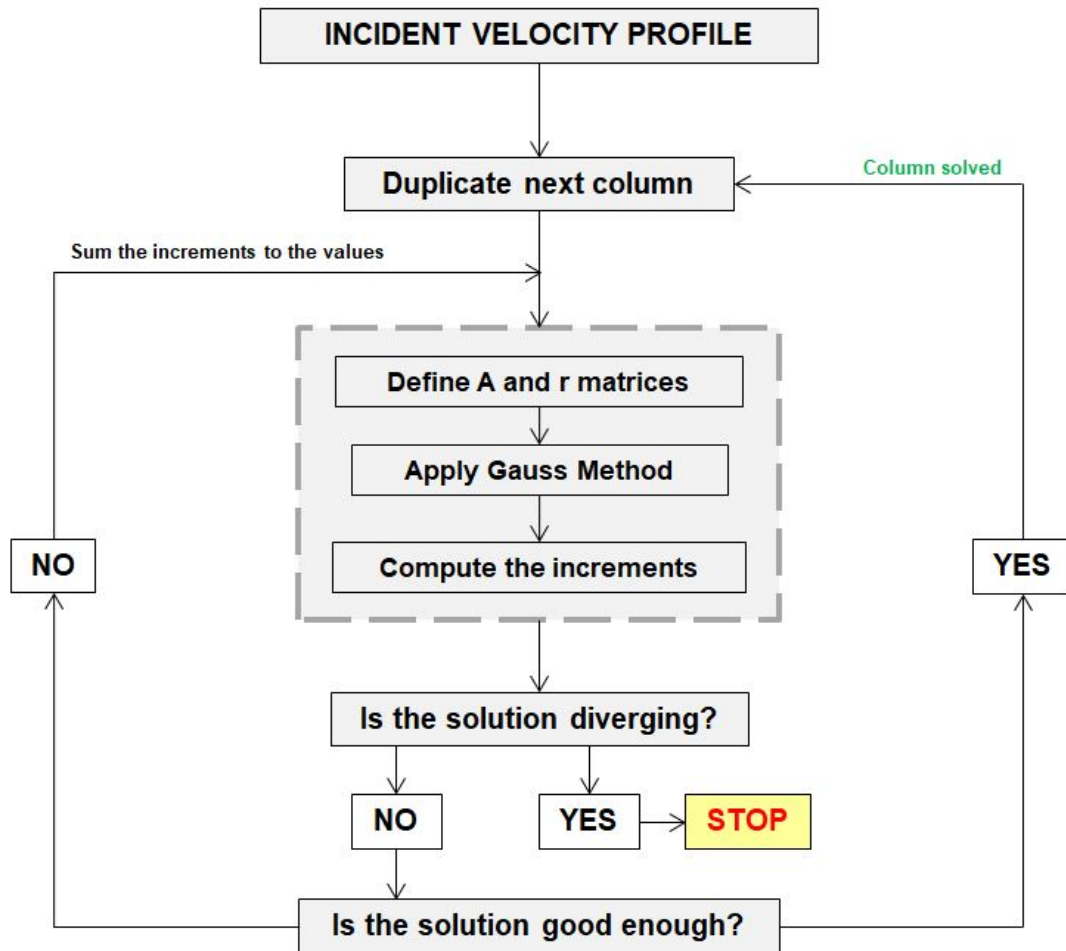 INCIDENT VELOCITY PROFILE
Duplicate next column
Column solved
Sum the increments to the values
Define A and r matrices
Apply Gauss Method
Compute the increments
NO
YES
Is the solution diverging?
NO
YES
STOP
Is the solution good enough?